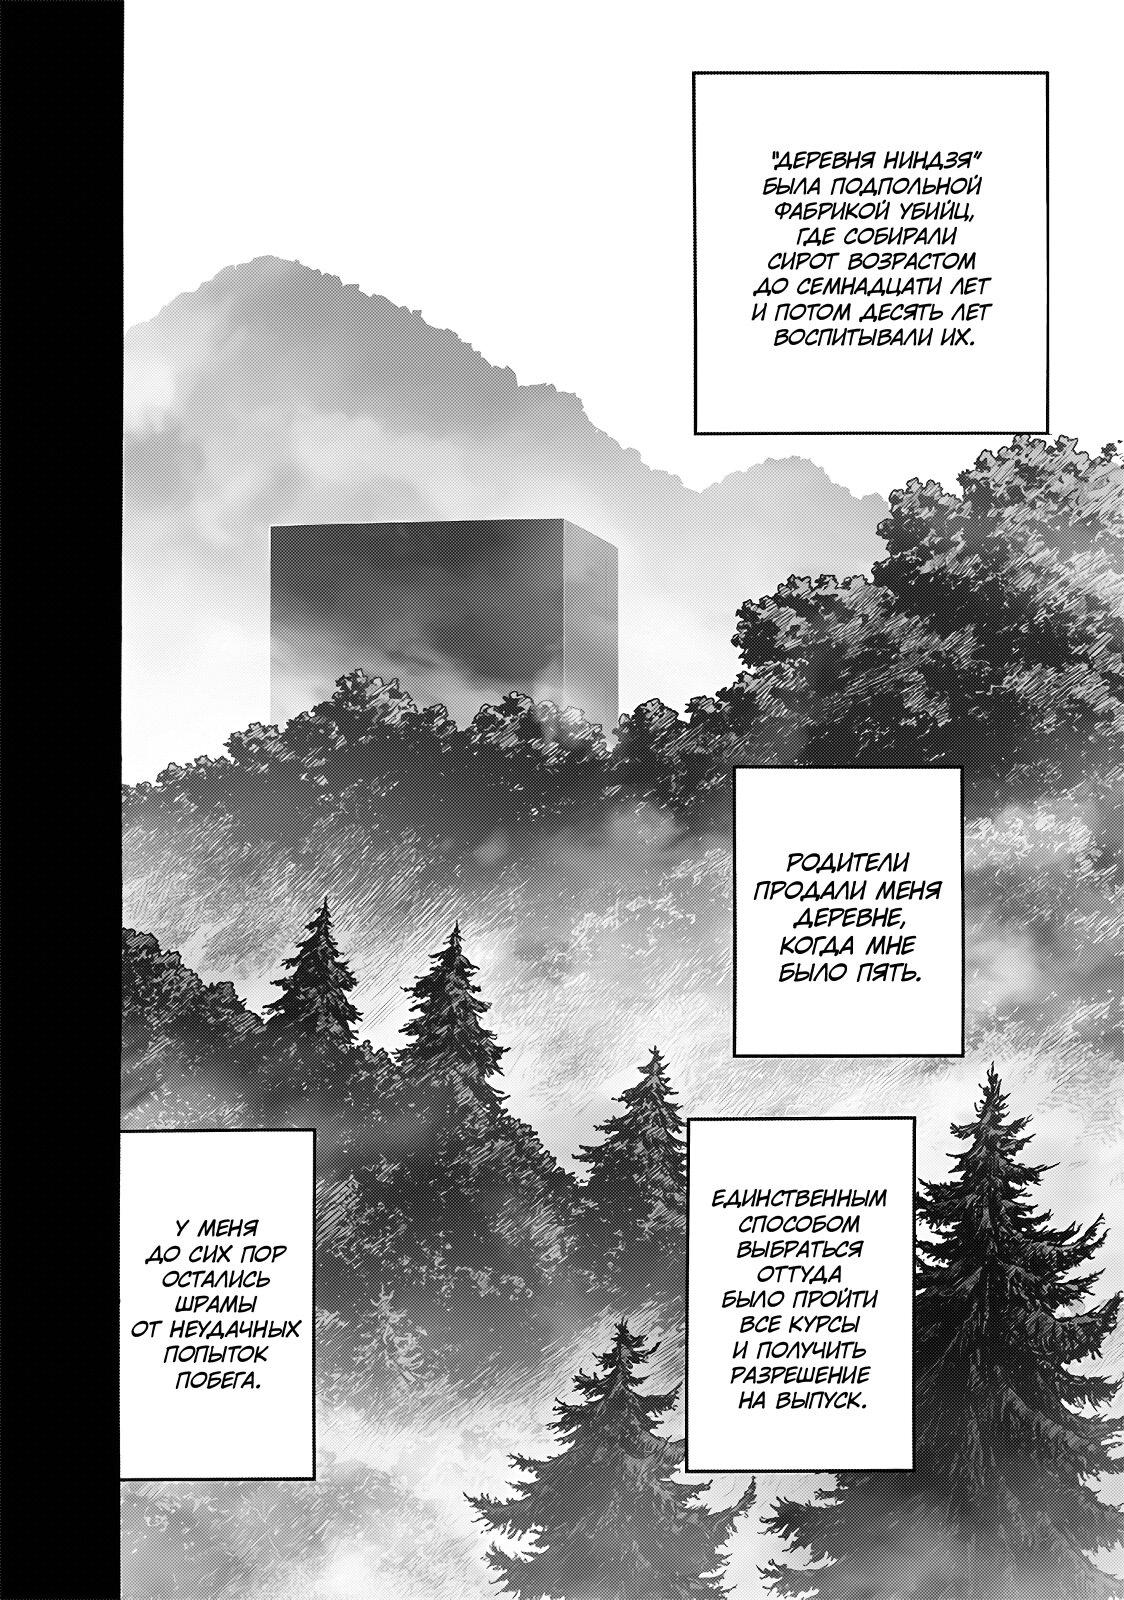 "ДЕРЕВНЯ НИНДЗЯ"
БЫЛА ПОДПОЛЬНОЙ
ФАБРИКОЙ УБИЙЦ,
ГДЕ СОБИРАЛИ
СИРОТ ВОЗРАСТОМ
ДО СЕМНАДЦАТИ ЛЕТ
И ПОТОМ ДЕСЯТЬ ЛЕТ
ВОСПИТЫВАЛИ ИХ.
РОДИТЕЛИ
ПРОДАЛИ МЕНЯ
ДЕРЕВНЕ,
КОГДА МНЕ
БЫЛО ПЯТЬ.
ЕДИНСТВЕННЫМ
СПОСОБОМ
ВЫБРАТЬСЯ
ОТТУДА
БЫЛО ПРОЙТИ
ВСЕ КУРСЫ
И ПОЛУЧИТЬ
РАЗРЕШЕНИЕ
НА ВЫПУСК.
У МЕНЯ
ДО СИХ ПОР
ОСТАЛИСЬ
ШРАМЫ
ОТ НЕУДАЧНЫХ
ПОПЫТОК
ПОБЕГА.